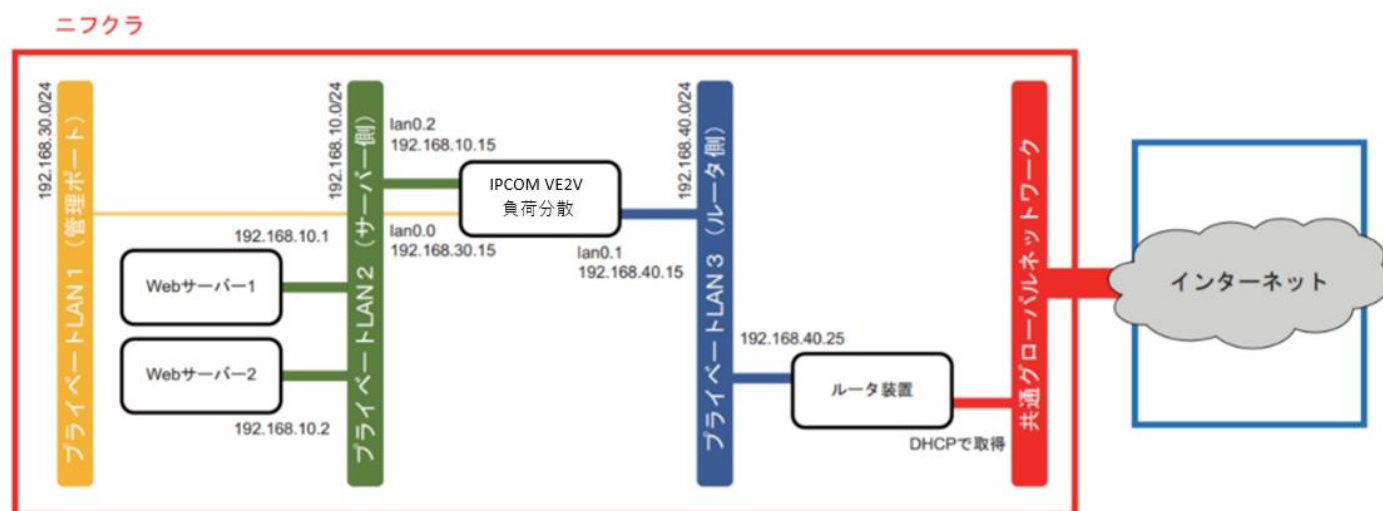 ニフクラ
192.168.30.0/24
プライベートLAN 1 (管理ポート)
192.168.10.0/24
プライベートLAN 2 (サーバー側)
lan0.2
192.168.10.15
IPCOM VE2V
負荷分散
lan0.0
192.168.30.15
lan0.1
192.168.40.15
192.168.10.1
Webサーバー1
Webサーバー2
192.168.10.2
192.168.40.0/24
プライベートLAN 3 (ルータ側)
192.168.40.25
ルータ装置
DHCPで取得
共通グローバルネットワーク
インターネット